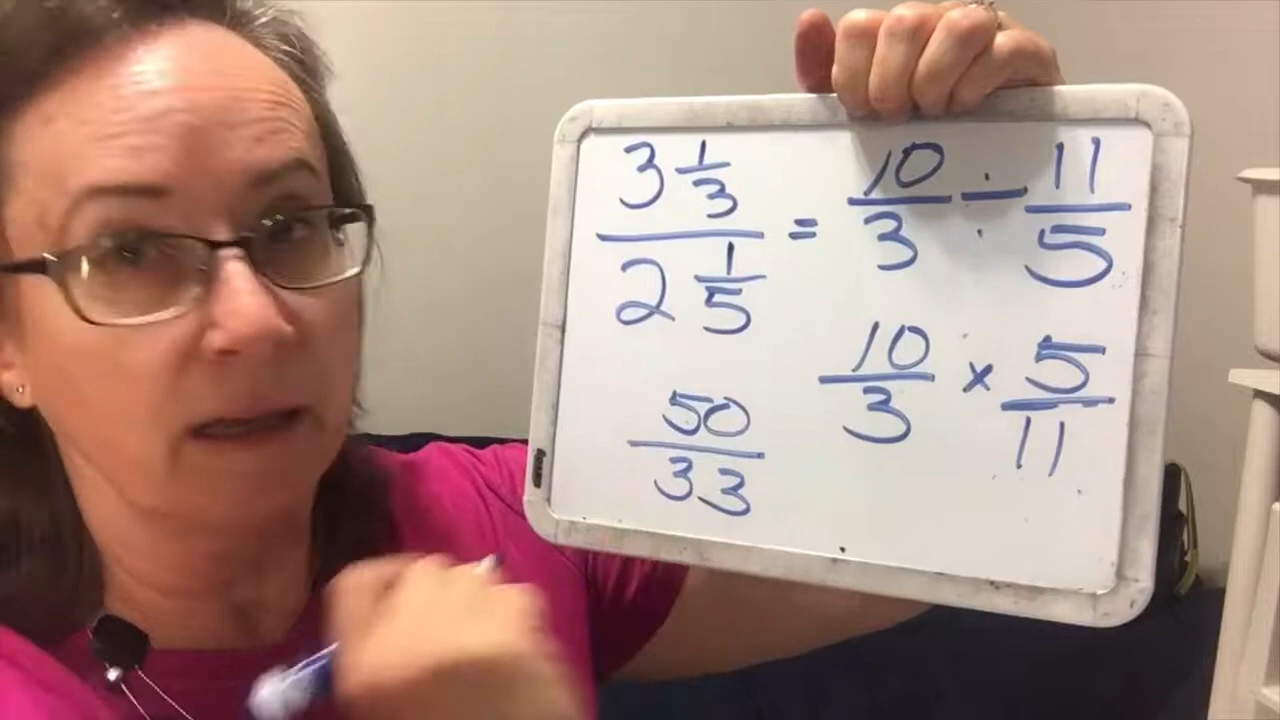 3 1/3 / 2 1/5 = 10/3 ÷ 11/5
10/3 × 5/11
50/33